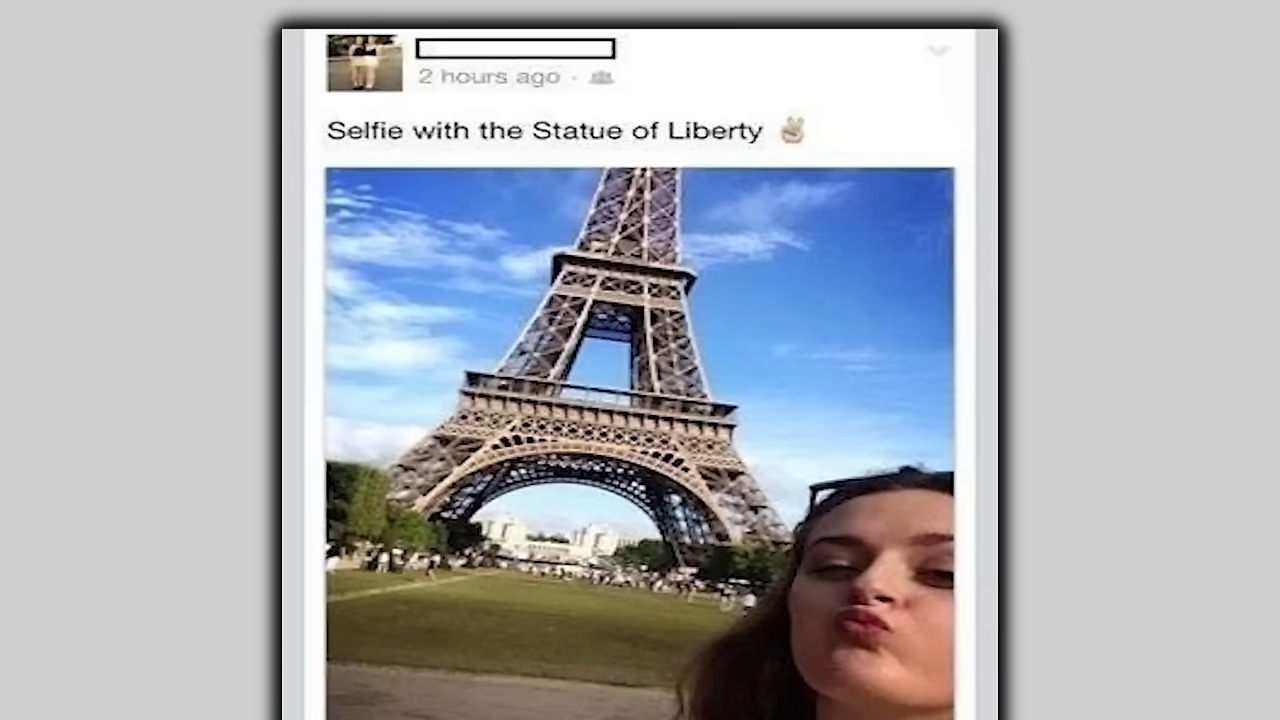 2 hours ago ·
Selfie with the Statue of Liberty ✌🏼